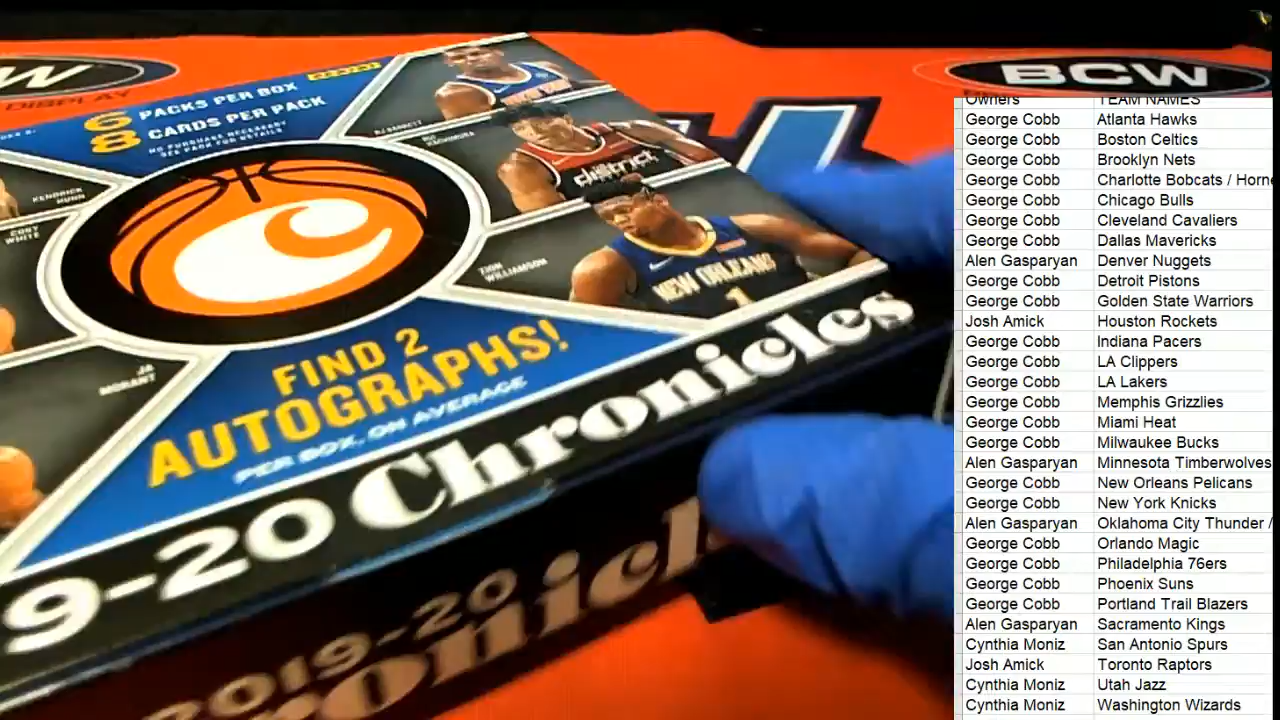 W
DISPLAY
BCW
PANINI
6 PACKS PER BOX
8 CARDS PER PACK
NO PURCHASE NECESSARY
SEE PACK FOR DETAILS
RJ BARRETT
RUI HACHIMURA
KENDRICK NUNN
COBY WHITE
ZION WILLIAMSON
JA MORANT
district
NEW ORLEANS
1
FIND 2
AUTOGRAPHS!
PER BOX, ON AVERAGE
9-20 Chronicles
2019-20
ronicl
Owners TEAM NAMES
George Cobb Atlanta Hawks
George Cobb Boston Celtics
George Cobb Brooklyn Nets
George Cobb Charlotte Bobcats / Horne
George Cobb Chicago Bulls
George Cobb Cleveland Cavaliers
George Cobb Dallas Mavericks
Alen Gasparyan Denver Nuggets
George Cobb Detroit Pistons
George Cobb Golden State Warriors
Josh Amick Houston Rockets
George Cobb Indiana Pacers
George Cobb LA Clippers
George Cobb LA Lakers
George Cobb Memphis Grizzlies
George Cobb Miami Heat
George Cobb Milwaukee Bucks
Alen Gasparyan Minnesota Timberwolves
George Cobb New Orleans Pelicans
George Cobb New York Knicks
Alen Gasparyan Oklahoma City Thunder /
George Cobb Orlando Magic
George Cobb Philadelphia 76ers
George Cobb Phoenix Suns
George Cobb Portland Trail Blazers
Alen Gasparyan Sacramento Kings
Cynthia Moniz San Antonio Spurs
Josh Amick Toronto Raptors
Cynthia Moniz Utah Jazz
Cynthia Moniz Washington Wizards